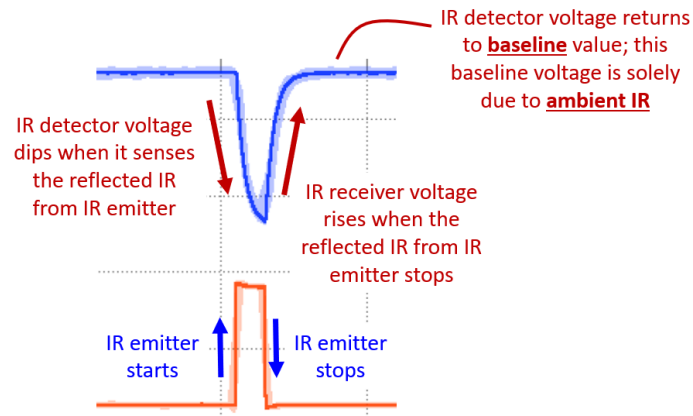 IR detector voltage returns
to baseline value; this
baseline voltage is solely
due to ambient IR
IR detector voltage
dips when it senses
the reflected IR
from IR emitter
IR receiver voltage
rises when the
reflected IR from IR
emitter stops
IR emitter
starts
IR emitter
stops